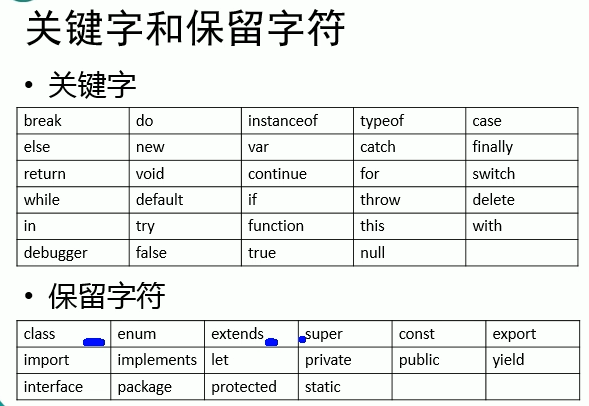 关键字和保留字符
• 关键字
break do instanceof typeof case
else new var catch finally
return void continue for switch
while default if throw delete
in try function this with
debugger false true null
• 保留字符
class enum extends super const export
import implements let private public yield
interface package protected static